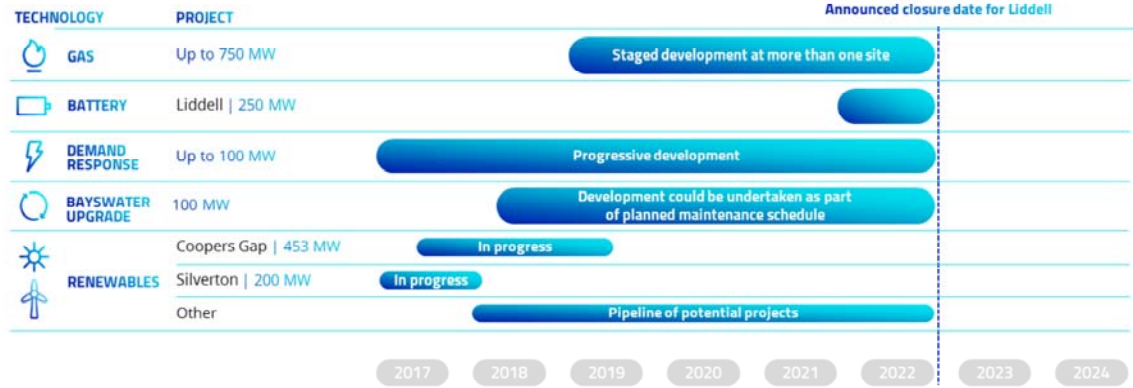 Announced closure date for Liddell
TECHNOLOGY PROJECT
GAS Up to 750 MW Staged development at more than one site
BATTERY Liddell | 250 MW
DEMAND
RESPONSE
Up to 100 MW
Progressive development
BAYSWATER
UPGRADE
100 MW
Development could be undertaken as part
of planned maintenance schedule
RENEWABLES
Coopers Gap | 453 MW In progress
Silverton | 200 MW In progress
Other Pipeline of potential projects
2017 2018 2019 2020 2021 2022 2023 2024